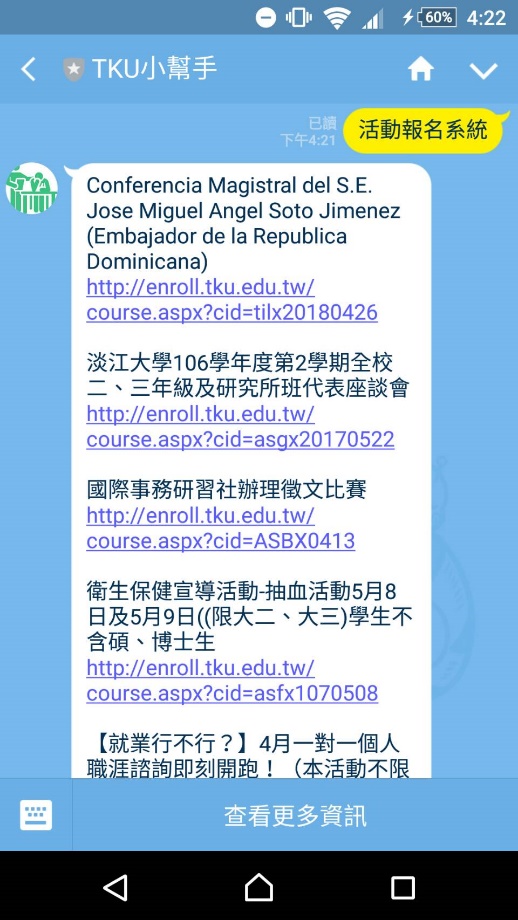 60% 4:22
TKU小幫手
已讀
下午4:21
活動報名系統
Conferencia Magistral del S.E.
Jose Miguel Angel Soto Jimenez
(Embajador de la Republica
Dominicana)
http://enroll.tku.edu.tw/
course.aspx?cid=tilx20180426
淡江大學106學年度第2學期全校
二、三年級及研究所班代表座談會
http://enroll.tku.edu.tw/
course.aspx?cid=asgx20170522
國際事務研習社辦理徵文比賽
http://enroll.tku.edu.tw/
course.aspx?cid=ASBX0413
衛生保健宣導活動-抽血活動5月8
日及5月9日((限大二、大三)學生不
含碩、博士生
http://enroll.tku.edu.tw/
course.aspx?cid=asfx1070508
【就業行不行？】4月一對一個人
職涯諮詢即刻開跑！（本活動不限
查看更多資訊